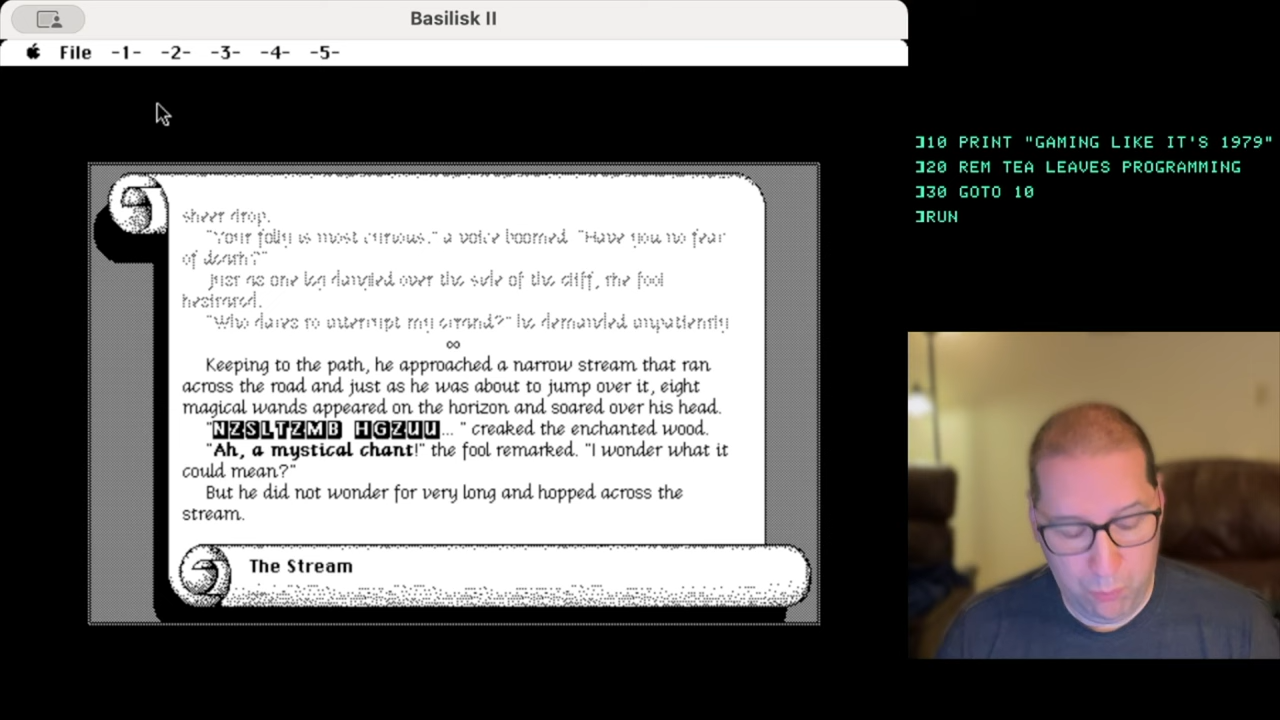 Basilisk II
File -1- -2- -3- -4- -5-
sheer drop.
"Your folly is most curious," a voice boomed. "Have you no fear
of death?"
Just as one leg dangled over the side of the cliff, the fool
hesitated.
"Who dares to interrupt my errand?" he demanded impatiently
∞
Keeping to the path, he approached a narrow stream that ran
across the road and just as he was about to jump over it, eight
magical wands appeared on the horizon and soared over his head.
"NZSLTZMB HGZUU... " creaked the enchanted wood.
"Ah, a mystical chant!" the fool remarked. "I wonder what it
could mean?"
But he did not wonder for very long and hopped across the
stream.
The Stream
]10 PRINT "GAMING LIKE IT'S 1979"
]20 REM TEA LEAVES PROGRAMMING
]30 GOTO 10
]RUN